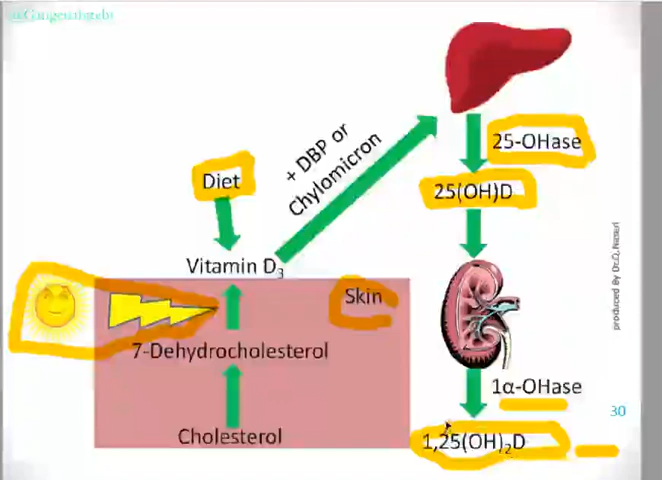 Diet
+ DBP or
Chylomicron
25-OHase
25(OH)D
Vitamin D₃
Skin
7-Dehydrocholesterol
Cholesterol
1α-OHase
1,25(OH)₂D
30